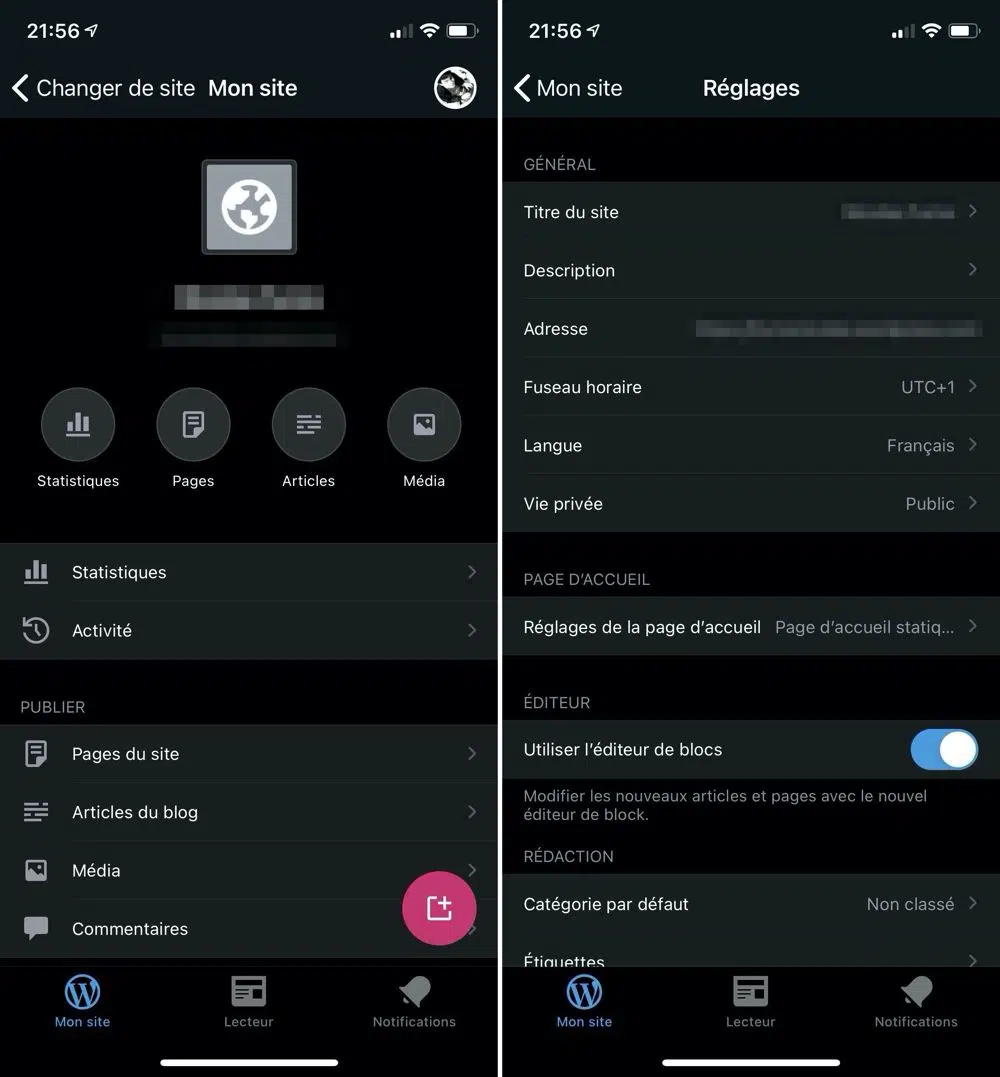 21:56
Changer de site Mon site
Statistiques Pages Articles Média
Statistiques
Activité
PUBLIER
Pages du site
Articles du blog
Média
Commentaires
Mon site Lecteur Notifications
21:56
Mon site Réglages
GÉNÉRAL
Titre du site
Description
Adresse
Fuseau horaire UTC+1
Langue Français
Vie privée Public
PAGE D’ACCUEIL
Réglages de la page d’accueil Page d’accueil statiq...
ÉDITEUR
Utiliser l’éditeur de blocs
Modifier les nouveaux articles et pages avec le nouvel
éditeur de block.
RÉDACTION
Catégorie par défaut Non classé
Étiquettes
Mon site Lecteur Notifications